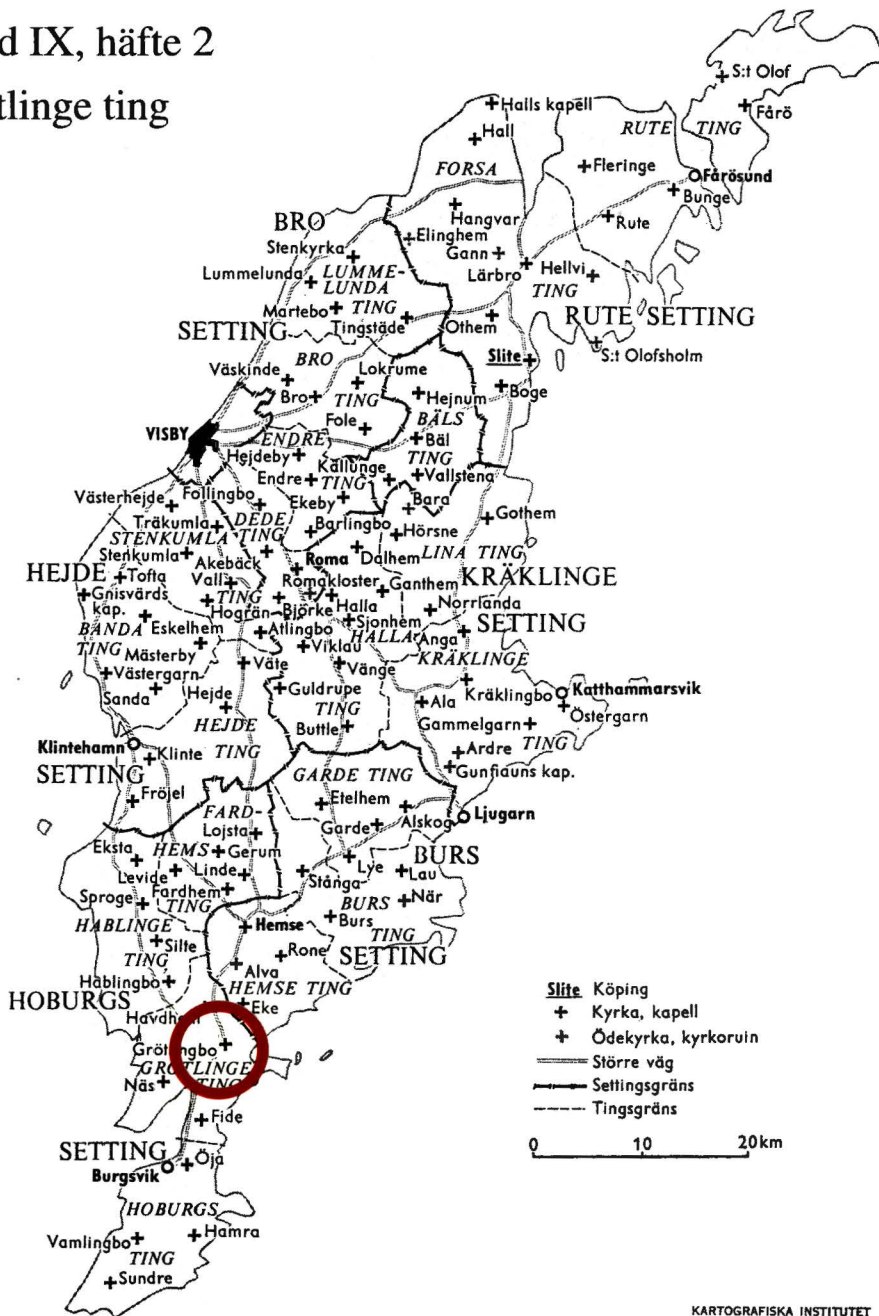 d IX, häfte 2
tlinge ting
S:t Olof
Fårö
Halls kapell
Hall
RUTE
TING
FORSA
Fleringe
Fårösund
Bunge
Hangvar
Rute
BRO
Elinghem
Stenkyrka
Gann
Lummelunda
LUMME-
LUNDA
Lärbro
Hellvi
TING
Martebo
TING
Tingstäde
Othem
SETTING
RUTE SETTING
S:t Olofsholm
BRO
Slite
Väskinde
Lokrume
Bro
TING
Hejnum
Boge
VISBY
Fole
BÄLS
ENDRE
Bäl
Hejdeby
Källunge
TING
Endre
TING
Vallstena
Västerhejde
Follingbo
Ekeby
Bara
Träkumla
DEDE
Barlingbo
Gothem
STENKUMLA
TING
Hörsne
Stenkumla
Roma
Dalhem
LINA TING
HEJDE
Tofta
Akebäck
Vall
Romakloster
Ganthem
KRÄKLINGE
Gnisvärds
kap.
TING
Hogrän
Björke
Halla
Norrlanda
BANDA
Eskelhem
Atlingbo
Sjonhem
SETTING
TING
HALLA
Anga
Mästerby
Viklau
KRÄKLINGE
Västergarn
Väte
Vänge
Sanda
Hejde
Guldrupe
Kräklingbo
Katthammarsvik
TING
Ala
Östergarn
HEJDE
Buttle
Gammelgarn
TING
Klintehamn
Klinte
TING
Ardre
SETTING
GARDE TING
Gunfiauns kap.
Fröjel
Etelhem
FARD-
Lojsta
Garde
Alskog
Ljugarn
Eksta
HEMS
Gerum
BURS
Levide
Linde
Stånga
Lye
Lau
Fardhem
Sproge
TING
BURS
När
HABLINGE
Burs
Hemse
TING
Silte
Rone
SETTING
TING
Alva
Hablingbo
HEMSE TING
HOBURGS
Eke
Grötlingbo
GRÖTLINGE
Näs
TING
Fide
SETTING
Öja
Burgsvik
HOBURGS
Vamlingbo
Hamra
TING
Sundre
Slite Köping
Kyrka, kapell
Ödekyrka, kyrkoruin
Större väg
Settingsgräns
Tingsgräns
0 10 20 km
KARTOGRAFISKA INSTITUTET